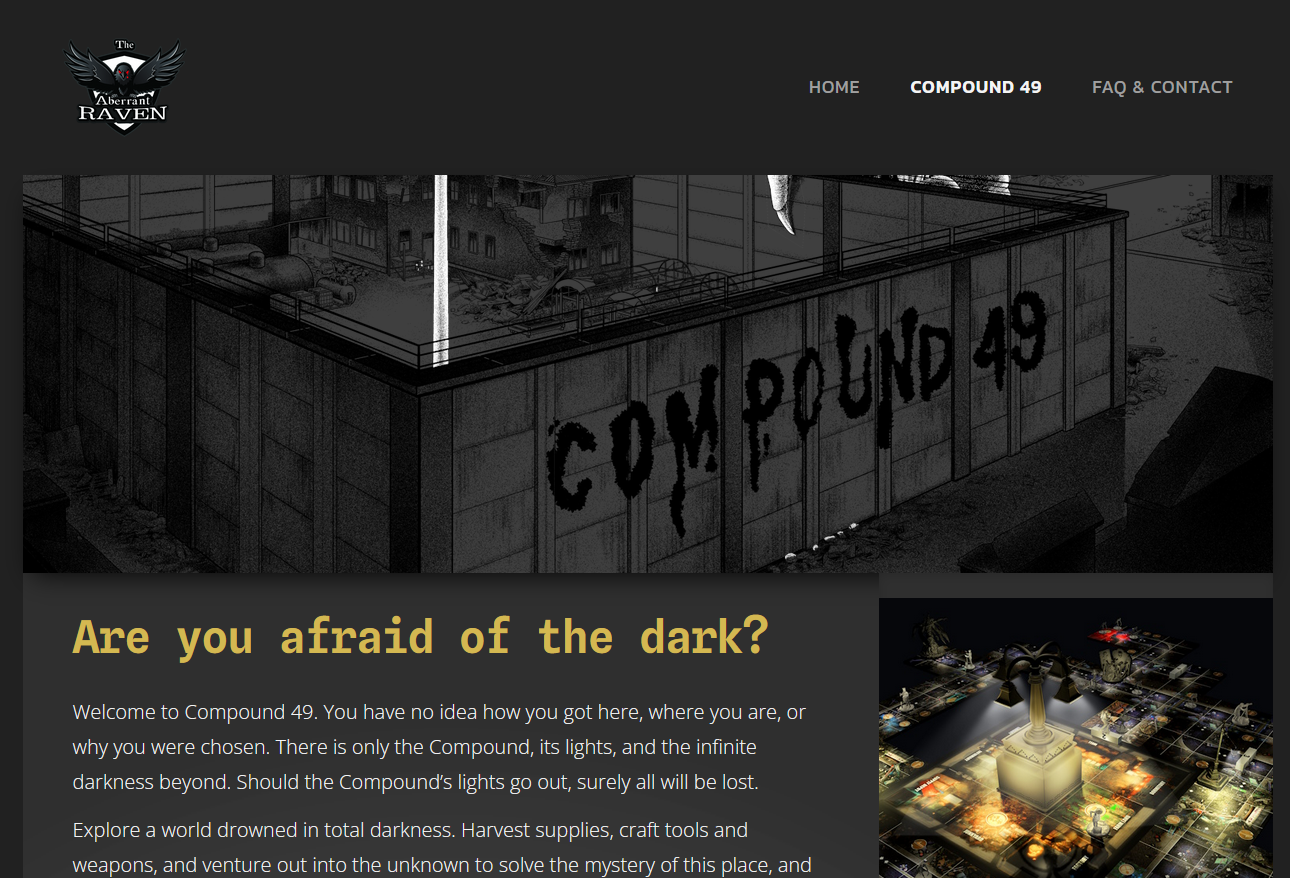 The
Aberrant
RAVEN
HOME
COMPOUND 49
FAQ & CONTACT
COMPOUND 49
Are you afraid of the dark?
Welcome to Compound 49. You have no idea how you got here, where you are, or
why you were chosen. There is only the Compound, its lights, and the infinite
darkness beyond. Should the Compound’s lights go out, surely all will be lost.
Explore a world drowned in total darkness. Harvest supplies, craft tools and
weapons, and venture out into the unknown to solve the mystery of this place, and